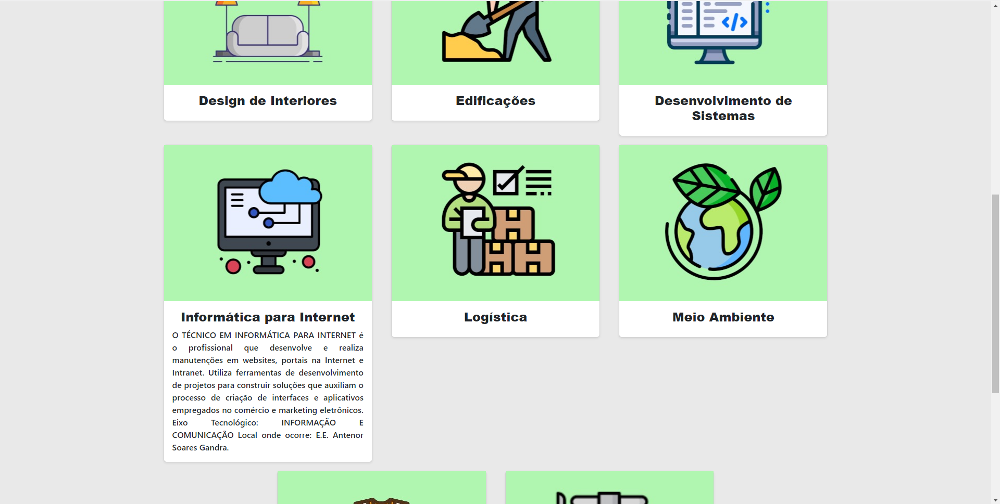 Design de Interiores
Edificações
Desenvolvimento de
Sistemas
Informática para Internet
O TÉCNICO EM INFORMÁTICA PARA INTERNET é
o profissional que desenvolve e realiza
manutenções em websites, portais na Internet e
Intranet. Utiliza ferramentas de desenvolvimento
de projetos para construir soluções que auxiliam o
processo de criação de interfaces e aplicativos
empregados no comércio e marketing eletrônicos.
Eixo Tecnológico: INFORMAÇÃO E
COMUNICAÇÃO Local onde ocorre: E.E. Antenor
Soares Gandra.
Logística
Meio Ambiente